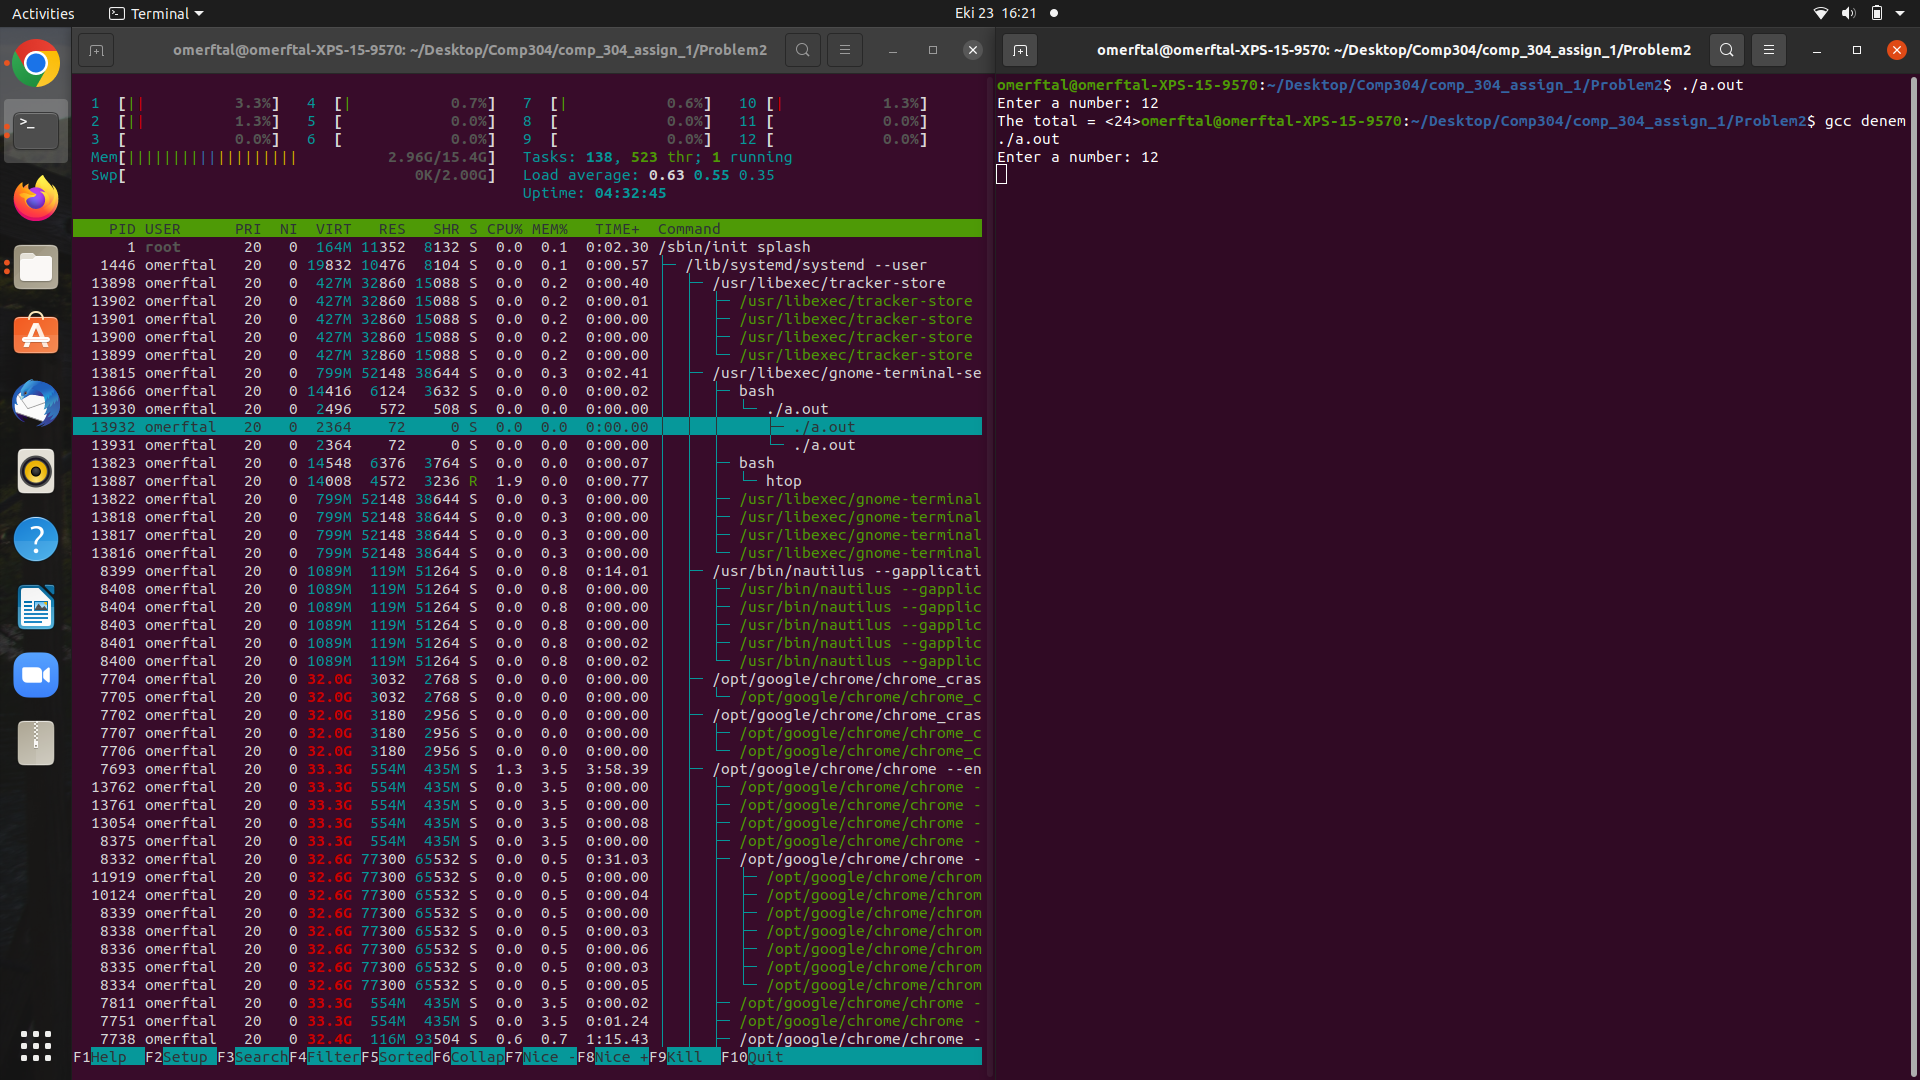 Activities Terminal Eki 23 16:21
omerftal@omerftal-XPS-15-9570: ~/Desktop/Comp304/comp_304_assign_1/Problem2
1 [|| 3.3%] 4 [| 0.7%] 7 [| 0.6%] 10 [| 1.3%]
2 [|| 1.3%] 5 [ 0.0%] 8 [ 0.0%] 11 [ 0.0%]
3 [ 0.0%] 6 [ 0.0%] 9 [ 0.0%] 12 [ 0.0%]
Mem[||||||||||||||||||| 2.96G/15.4G] Tasks: 138, 523 thr; 1 running
Swp[ 0K/2.00G] Load average: 0.63 0.55 0.35
Uptime: 04:32:45
PID USER PRI NI VIRT RES SHR S CPU% MEM% TIME+ Command
1 root 20 0 164M 11352 8132 S 0.0 0.1 0:02.30 /sbin/init splash
1446 omerftal 20 0 19832 10476 8104 S 0.0 0.1 0:00.57 /lib/systemd/systemd --user
13898 omerftal 20 0 427M 32860 15088 S 0.0 0.2 0:00.40 /usr/libexec/tracker-store
13902 omerftal 20 0 427M 32860 15088 S 0.0 0.2 0:00.01 /usr/libexec/tracker-store
13901 omerftal 20 0 427M 32860 15088 S 0.0 0.2 0:00.00 /usr/libexec/tracker-store
13900 omerftal 20 0 427M 32860 15088 S 0.0 0.2 0:00.00 /usr/libexec/tracker-store
13899 omerftal 20 0 427M 32860 15088 S 0.0 0.2 0:00.00 /usr/libexec/tracker-store
13815 omerftal 20 0 799M 52148 38644 S 0.0 0.3 0:02.41 /usr/libexec/gnome-terminal-se
13866 omerftal 20 0 14416 6124 3632 S 0.0 0.0 0:00.02 bash
13930 omerftal 20 0 2496 572 508 S 0.0 0.0 0:00.00 ./a.out
13932 omerftal 20 0 2364 72 0 S 0.0 0.0 0:00.00 ./a.out
13931 omerftal 20 0 2364 72 0 S 0.0 0.0 0:00.00 ./a.out
13823 omerftal 20 0 14548 6376 3764 S 0.0 0.0 0:00.07 bash
13887 omerftal 20 0 14008 4572 3236 R 1.9 0.0 0:00.77 htop
13822 omerftal 20 0 799M 52148 38644 S 0.0 0.3 0:00.00 /usr/libexec/gnome-terminal
13818 omerftal 20 0 799M 52148 38644 S 0.0 0.3 0:00.00 /usr/libexec/gnome-terminal
13817 omerftal 20 0 799M 52148 38644 S 0.0 0.3 0:00.00 /usr/libexec/gnome-terminal
13816 omerftal 20 0 799M 52148 38644 S 0.0 0.3 0:00.00 /usr/libexec/gnome-terminal
8399 omerftal 20 0 1089M 119M 51264 S 0.0 0.8 0:14.01 /usr/bin/nautilus --gapplicati
8408 omerftal 20 0 1089M 119M 51264 S 0.0 0.8 0:00.00 /usr/bin/nautilus --gapplic
8404 omerftal 20 0 1089M 119M 51264 S 0.0 0.8 0:00.00 /usr/bin/nautilus --gapplic
8403 omerftal 20 0 1089M 119M 51264 S 0.0 0.8 0:00.00 /usr/bin/nautilus --gapplic
8401 omerftal 20 0 1089M 119M 51264 S 0.0 0.8 0:00.02 /usr/bin/nautilus --gapplic
8400 omerftal 20 0 1089M 119M 51264 S 0.0 0.8 0:00.02 /usr/bin/nautilus --gapplic
7704 omerftal 20 0 32.0G 3032 2768 S 0.0 0.0 0:00.00 /opt/google/chrome/chrome_cras
7705 omerftal 20 0 32.0G 3032 2768 S 0.0 0.0 0:00.00 /opt/google/chrome/chrome_c
7702 omerftal 20 0 32.0G 3180 2956 S 0.0 0.0 0:00.00 /opt/google/chrome/chrome_cras
7707 omerftal 20 0 32.0G 3180 2956 S 0.0 0.0 0:00.00 /opt/google/chrome/chrome_c
7706 omerftal 20 0 32.0G 3180 2956 S 0.0 0.0 0:00.00 /opt/google/chrome/chrome_c
7693 omerftal 20 0 33.3G 554M 435M S 1.3 3.5 3:58.39 /opt/google/chrome/chrome --en
13762 omerftal 20 0 33.3G 554M 435M S 0.0 3.5 0:00.00 /opt/google/chrome/chrome -
13761 omerftal 20 0 33.3G 554M 435M S 0.0 3.5 0:00.00 /opt/google/chrome/chrome -
13054 omerftal 20 0 33.3G 554M 435M S 0.0 3.5 0:00.08 /opt/google/chrome/chrome -
8375 omerftal 20 0 33.3G 554M 435M S 0.0 3.5 0:00.00 /opt/google/chrome/chrome -
8332 omerftal 20 0 32.6G 77300 65532 S 0.0 0.5 0:31.03 /opt/google/chrome/chrome -
11919 omerftal 20 0 32.6G 77300 65532 S 0.0 0.5 0:00.00 /opt/google/chrome/chrom
10124 omerftal 20 0 32.6G 77300 65532 S 0.0 0.5 0:00.04 /opt/google/chrome/chrom
8339 omerftal 20 0 32.6G 77300 65532 S 0.0 0.5 0:00.00 /opt/google/chrome/chrom
8338 omerftal 20 0 32.6G 77300 65532 S 0.0 0.5 0:00.03 /opt/google/chrome/chrom
8336 omerftal 20 0 32.6G 77300 65532 S 0.0 0.5 0:00.06 /opt/google/chrome/chrom
8335 omerftal 20 0 32.6G 77300 65532 S 0.0 0.5 0:00.03 /opt/google/chrome/chrom
8334 omerftal 20 0 32.6G 77300 65532 S 0.0 0.5 0:00.05 /opt/google/chrome/chrom
7811 omerftal 20 0 33.3G 554M 435M S 0.0 3.5 0:00.02 /opt/google/chrome/chrome -
7751 omerftal 20 0 33.3G 554M 435M S 0.0 3.5 0:01.24 /opt/google/chrome/chrome -
7738 omerftal 20 0 32.4G 116M 93504 S 0.6 0.7 1:15.43 /opt/google/chrome/chrome -
F1Help F2Setup F3SearchF4FilterF5SortedF6CollapF7Nice -F8Nice +F9Kill F10Quit
omerftal@omerftal-XPS-15-9570: ~/Desktop/Comp304/comp_304_assign_1/Problem2
omerftal@omerftal-XPS-15-9570:~/Desktop/Comp304/comp_304_assign_1/Problem2$ ./a.out
Enter a number: 12
The total = <24>omerftal@omerftal-XPS-15-9570:~/Desktop/Comp304/comp_304_assign_1/Problem2$ gcc denem
./a.out
Enter a number: 12